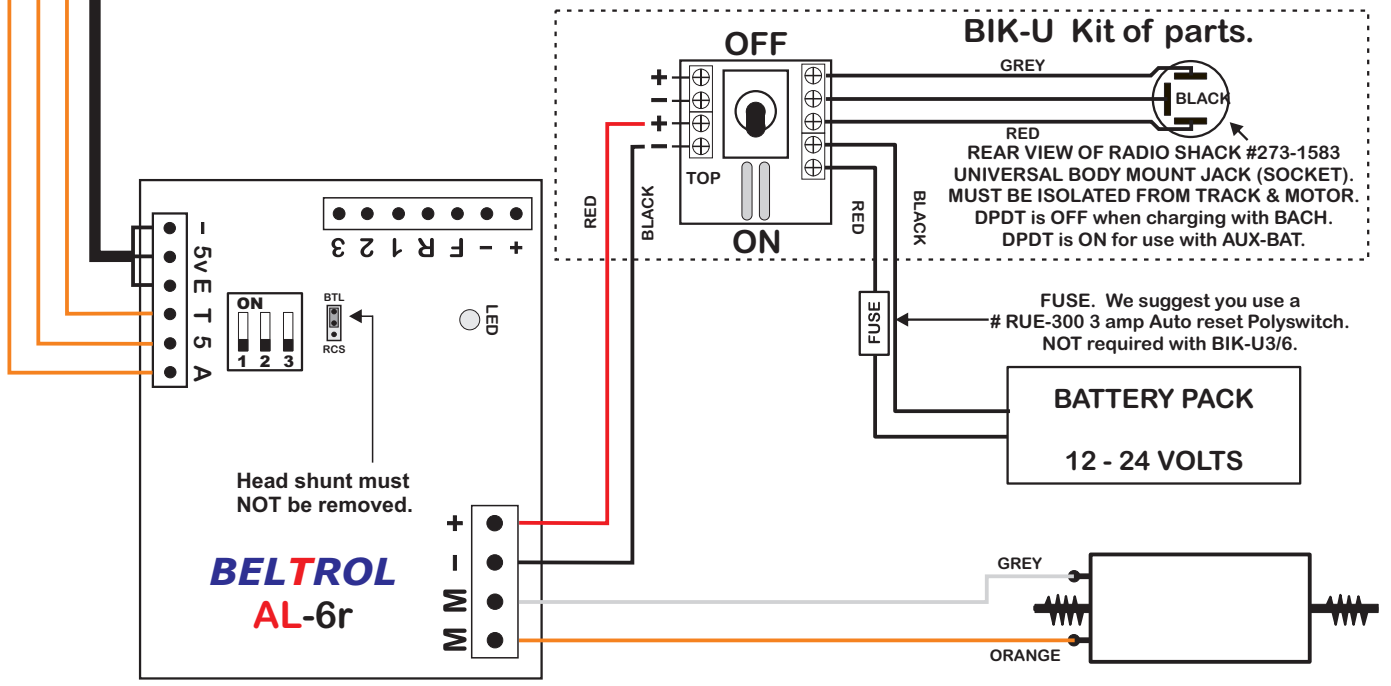 BIK-U Kit of parts.
OFF
GREY
+
−
+
−
BLACK
RED
TOP
ON
REAR VIEW OF RADIO SHACK #273-1583
UNIVERSAL BODY MOUNT JACK (SOCKET).
MUST BE ISOLATED FROM TRACK & MOTOR.
DPDT is OFF when charging with BACH.
DPDT is ON for use with AUX-BAT.
RED
BLACK
RED
BLACK
FUSE
FUSE. We suggest you use a
# RUE-300 3 amp Auto reset Polyswitch.
NOT required with BIK-U3/6.
BATTERY PACK
12 - 24 VOLTS
3 2 1 R F − +
−
5v
E
T
5
A
ON
1 2 3
BTL
RCS
LED
Head shunt must
NOT be removed.
BELTROL
AL-6r
+
−
M
M
GREY
ORANGE